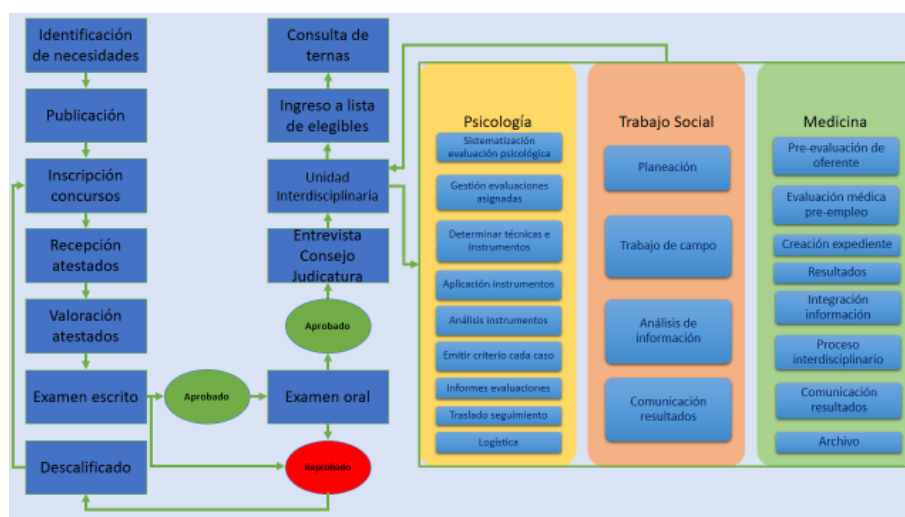 Identificación
de necesidades
Publicación
Inscripción
concursos
Recepción
atestados
Valoración
atestados
Examen escrito
Descalificado
Aprobado
Consulta de
ternas
Ingreso a lista
de elegibles
Unidad
Interdisciplinaria
Entrevista
Consejo
Judicatura
Aprobado
Examen oral
Reprobado
Psicología
Sistematización
evaluación psicológica
Gestión evaluaciones
asignadas
Determinar técnicas e
instrumentos
Aplicación instrumentos
Análisis instrumentos
Emitir criterio cada caso
Informes evaluaciones
Traslado seguimiento
Logística
Trabajo Social
Planeación
Trabajo de campo
Análisis de
información
Comunicación
resultados
Medicina
Pre-evaluación de
oferente
Evaluación médica
pre-empleo
Creación expediente
Resultados
Integración
información
Proceso
interdisciplinario
Comunicación
resultados
Archivo